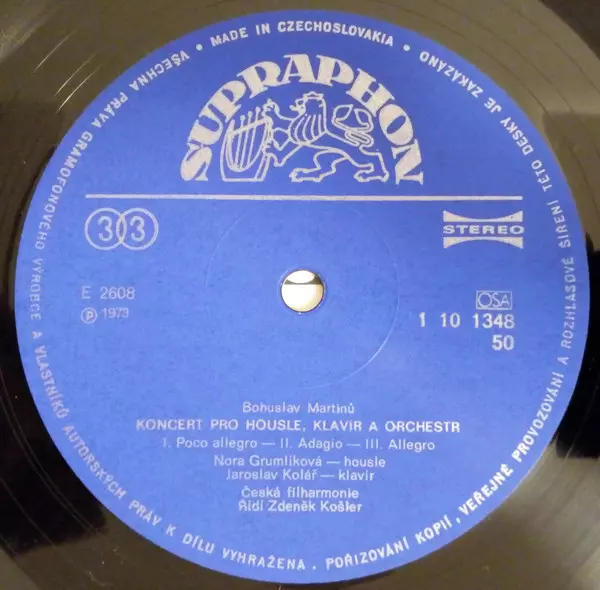 • MADE IN CZECHOSLOVAKIA •
VŠECHNA PRÁVA GRAMOFONOVÉHO VÝROBCE A VLASTNÍKŮ AUTORSKÝCH PRÁV K DÍLU VYHRAŽENA. POŘIZOVÁNÍ KOPIÍ, VEŘEJNÉ PROVOZOVÁNÍ A ROZHLASOVÉ ŠÍŘENÍ TÉTO DESKY JE ZAKÁZÁNO
SUPRAPHON
33
STEREO
E 2608
℗ 1973
OSA
1 10 1348
50
Bohuslav Martinů
KONCERT PRO HOUSLE, KLAVÍR A ORCHESTR
I. Poco allegro — II. Adagio — III. Allegro
Nora Grumlíková — housle
Jaroslav Kolář — klavír
Česká filharmonie
Řídí Zdeněk Košler